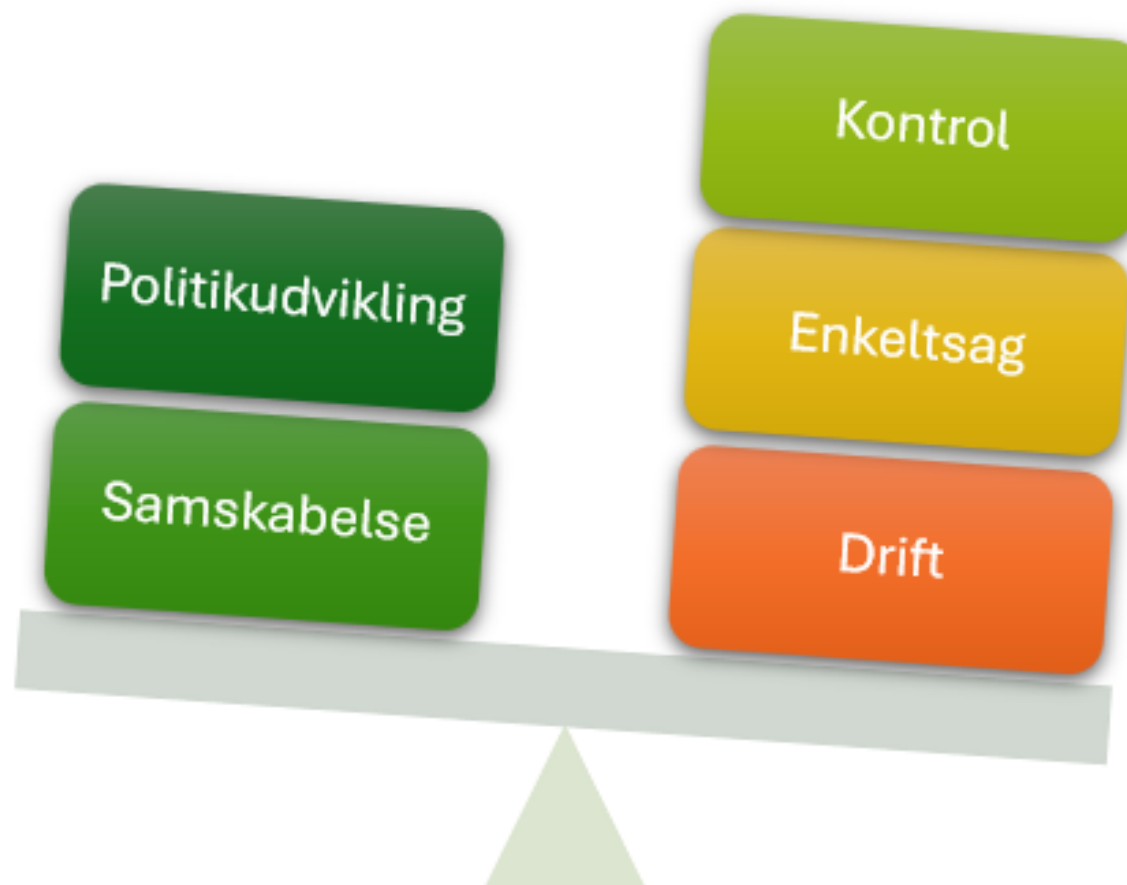 Politikudvikling
Samskabelse
Kontrol
Enkeltsag
Drift